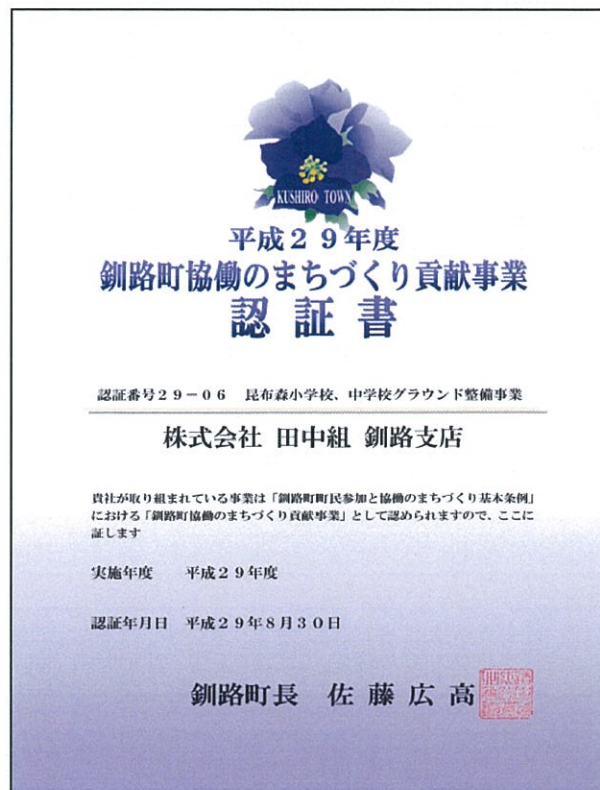 KUSHIRO TOWN
平成２９年度
釧路町協働のまちづくり貢献事業
認証書
認証番号２９－０６　昆布森小学校、中学校グラウンド整備事業
株式会社 田中組 釧路支店
貴社が取り組まれている事業は「釧路町町民参加と協働のまちづくり基本条例」
における「釧路町協働のまちづくり貢献事業」として認められますので、ここに
証します
実施年度　平成２９年度
認証年月日　平成２９年８月３０日
釧路町長　佐藤広高